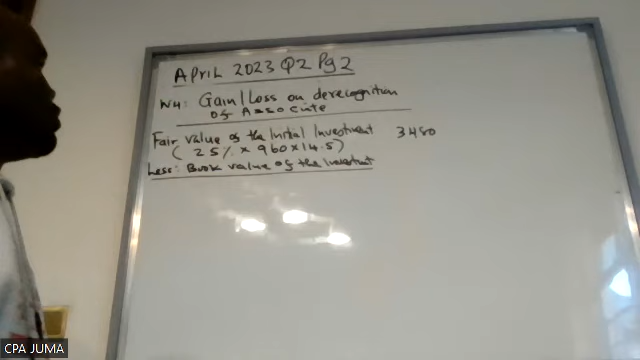 April 2023 Q2 Pg 2
W4: Gain/Loss on derecognition
of Associate
Fair value of the Initial Investment 3480
(25% x 960 x 14.5)
Less: Book value of the Investment
CPA JUMA